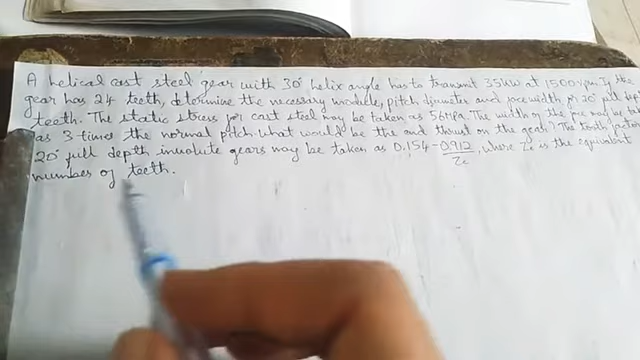 A helical cast steel gear with 30° helix angle has to transmit 35kW at 1500 rpm. If the
gear has 24 teeth, determine the necessary module, pitch diameter and face width for 20° full depth
teeth. The static stress for cast steel may be taken as 56MPa. The width of the face may be taken
as 3 times the normal pitch. What would be the end thrust on the gear? The tooth factor
20° full depth involute gears may be taken as 0.154 - 0.912/Ze, where Ze is the equivalent
number of teeth.